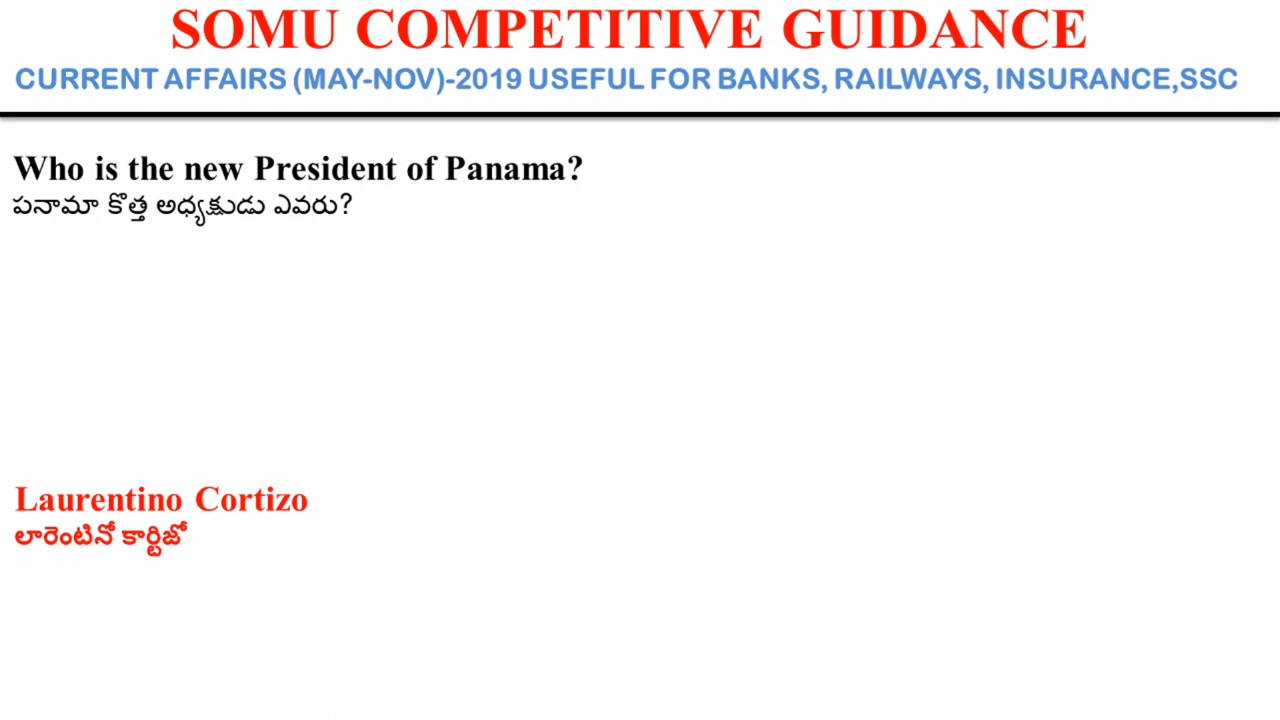 SOMU COMPETITIVE GUIDANCE
CURRENT AFFAIRS (MAY-NOV)-2019 USEFUL FOR BANKS, RAILWAYS, INSURANCE,SSC
Who is the new President of Panama?
పనామా కొత్త అధ్యక్షుడు ఎవరు?
Laurentino Cortizo
లారెంటినో కార్టిజో